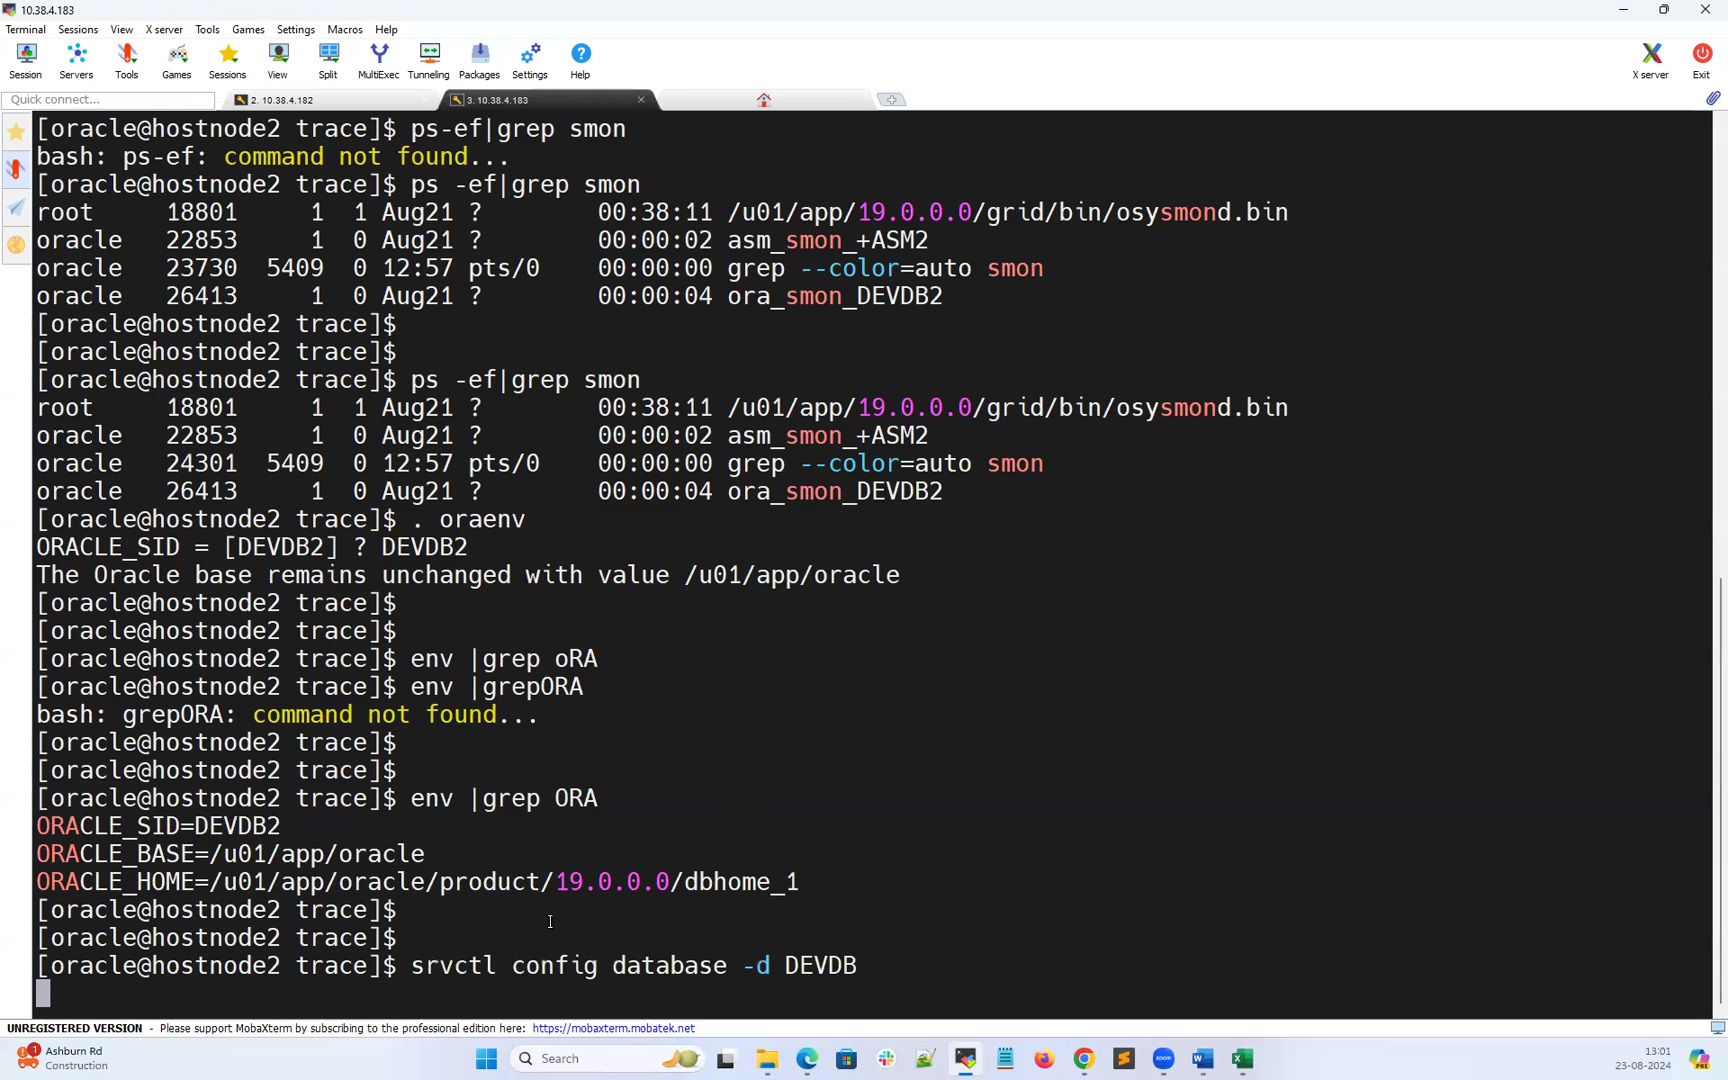 10.38.4.183
Terminal Sessions View X server Tools Games Settings Macros Help
Session Servers Tools Games Sessions View Split MultiExec Tunneling Packages Settings Help X server Exit
Quick connect... 2. 10.38.4.182 3. 10.38.4.183
[oracle@hostnode2 trace]$ ps-ef|grep smon
bash: ps-ef: command not found...
[oracle@hostnode2 trace]$ ps -ef|grep smon
root     18801     1  1 Aug21 ?        00:38:11 /u01/app/19.0.0.0/grid/bin/osysmond.bin
oracle   22853     1  0 Aug21 ?        00:00:02 asm_smon_+ASM2
oracle   23730  5409  0 12:57 pts/0    00:00:00 grep --color=auto smon
oracle   26413     1  0 Aug21 ?        00:00:04 ora_smon_DEVDB2
[oracle@hostnode2 trace]$
[oracle@hostnode2 trace]$
[oracle@hostnode2 trace]$ ps -ef|grep smon
root     18801     1  1 Aug21 ?        00:38:11 /u01/app/19.0.0.0/grid/bin/osysmond.bin
oracle   22853     1  0 Aug21 ?        00:00:02 asm_smon_+ASM2
oracle   24301  5409  0 12:57 pts/0    00:00:00 grep --color=auto smon
oracle   26413     1  0 Aug21 ?        00:00:04 ora_smon_DEVDB2
[oracle@hostnode2 trace]$ . oraenv
ORACLE_SID = [DEVDB2] ? DEVDB2
The Oracle base remains unchanged with value /u01/app/oracle
[oracle@hostnode2 trace]$
[oracle@hostnode2 trace]$
[oracle@hostnode2 trace]$ env |grep oRA
[oracle@hostnode2 trace]$ env |grepORA
bash: grepORA: command not found...
[oracle@hostnode2 trace]$
[oracle@hostnode2 trace]$
[oracle@hostnode2 trace]$ env |grep ORA
ORACLE_SID=DEVDB2
ORACLE_BASE=/u01/app/oracle
ORACLE_HOME=/u01/app/oracle/product/19.0.0.0/dbhome_1
[oracle@hostnode2 trace]$
[oracle@hostnode2 trace]$
[oracle@hostnode2 trace]$ srvctl config database -d DEVDB
UNREGISTERED VERSION - Please support MobaXterm by subscribing to the professional edition here: https://mobaxterm.mobatek.net
1 Ashburn Rd
Construction
Search
13:01
23-08-2024
PRE